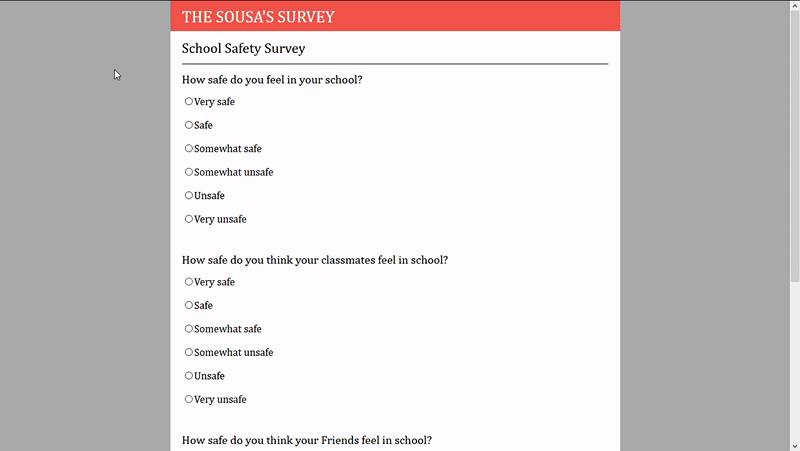 THE SOUSA'S SURVEY
School Safety Survey
How safe do you feel in your school?
Very safe
Safe
Somewhat safe
Somewhat unsafe
Unsafe
Very unsafe
How safe do you think your classmates feel in school?
Very safe
Safe
Somewhat safe
Somewhat unsafe
Unsafe
Very unsafe
How safe do you think your Friends feel in school?